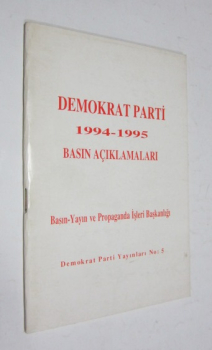 DEMOKRAT PARTİ
1994-1995
BASIN AÇIKLAMALARI
Basın-Yayın ve Propaganda İşleri Başkanlığı
Demokrat Parti Yayınları No: 8